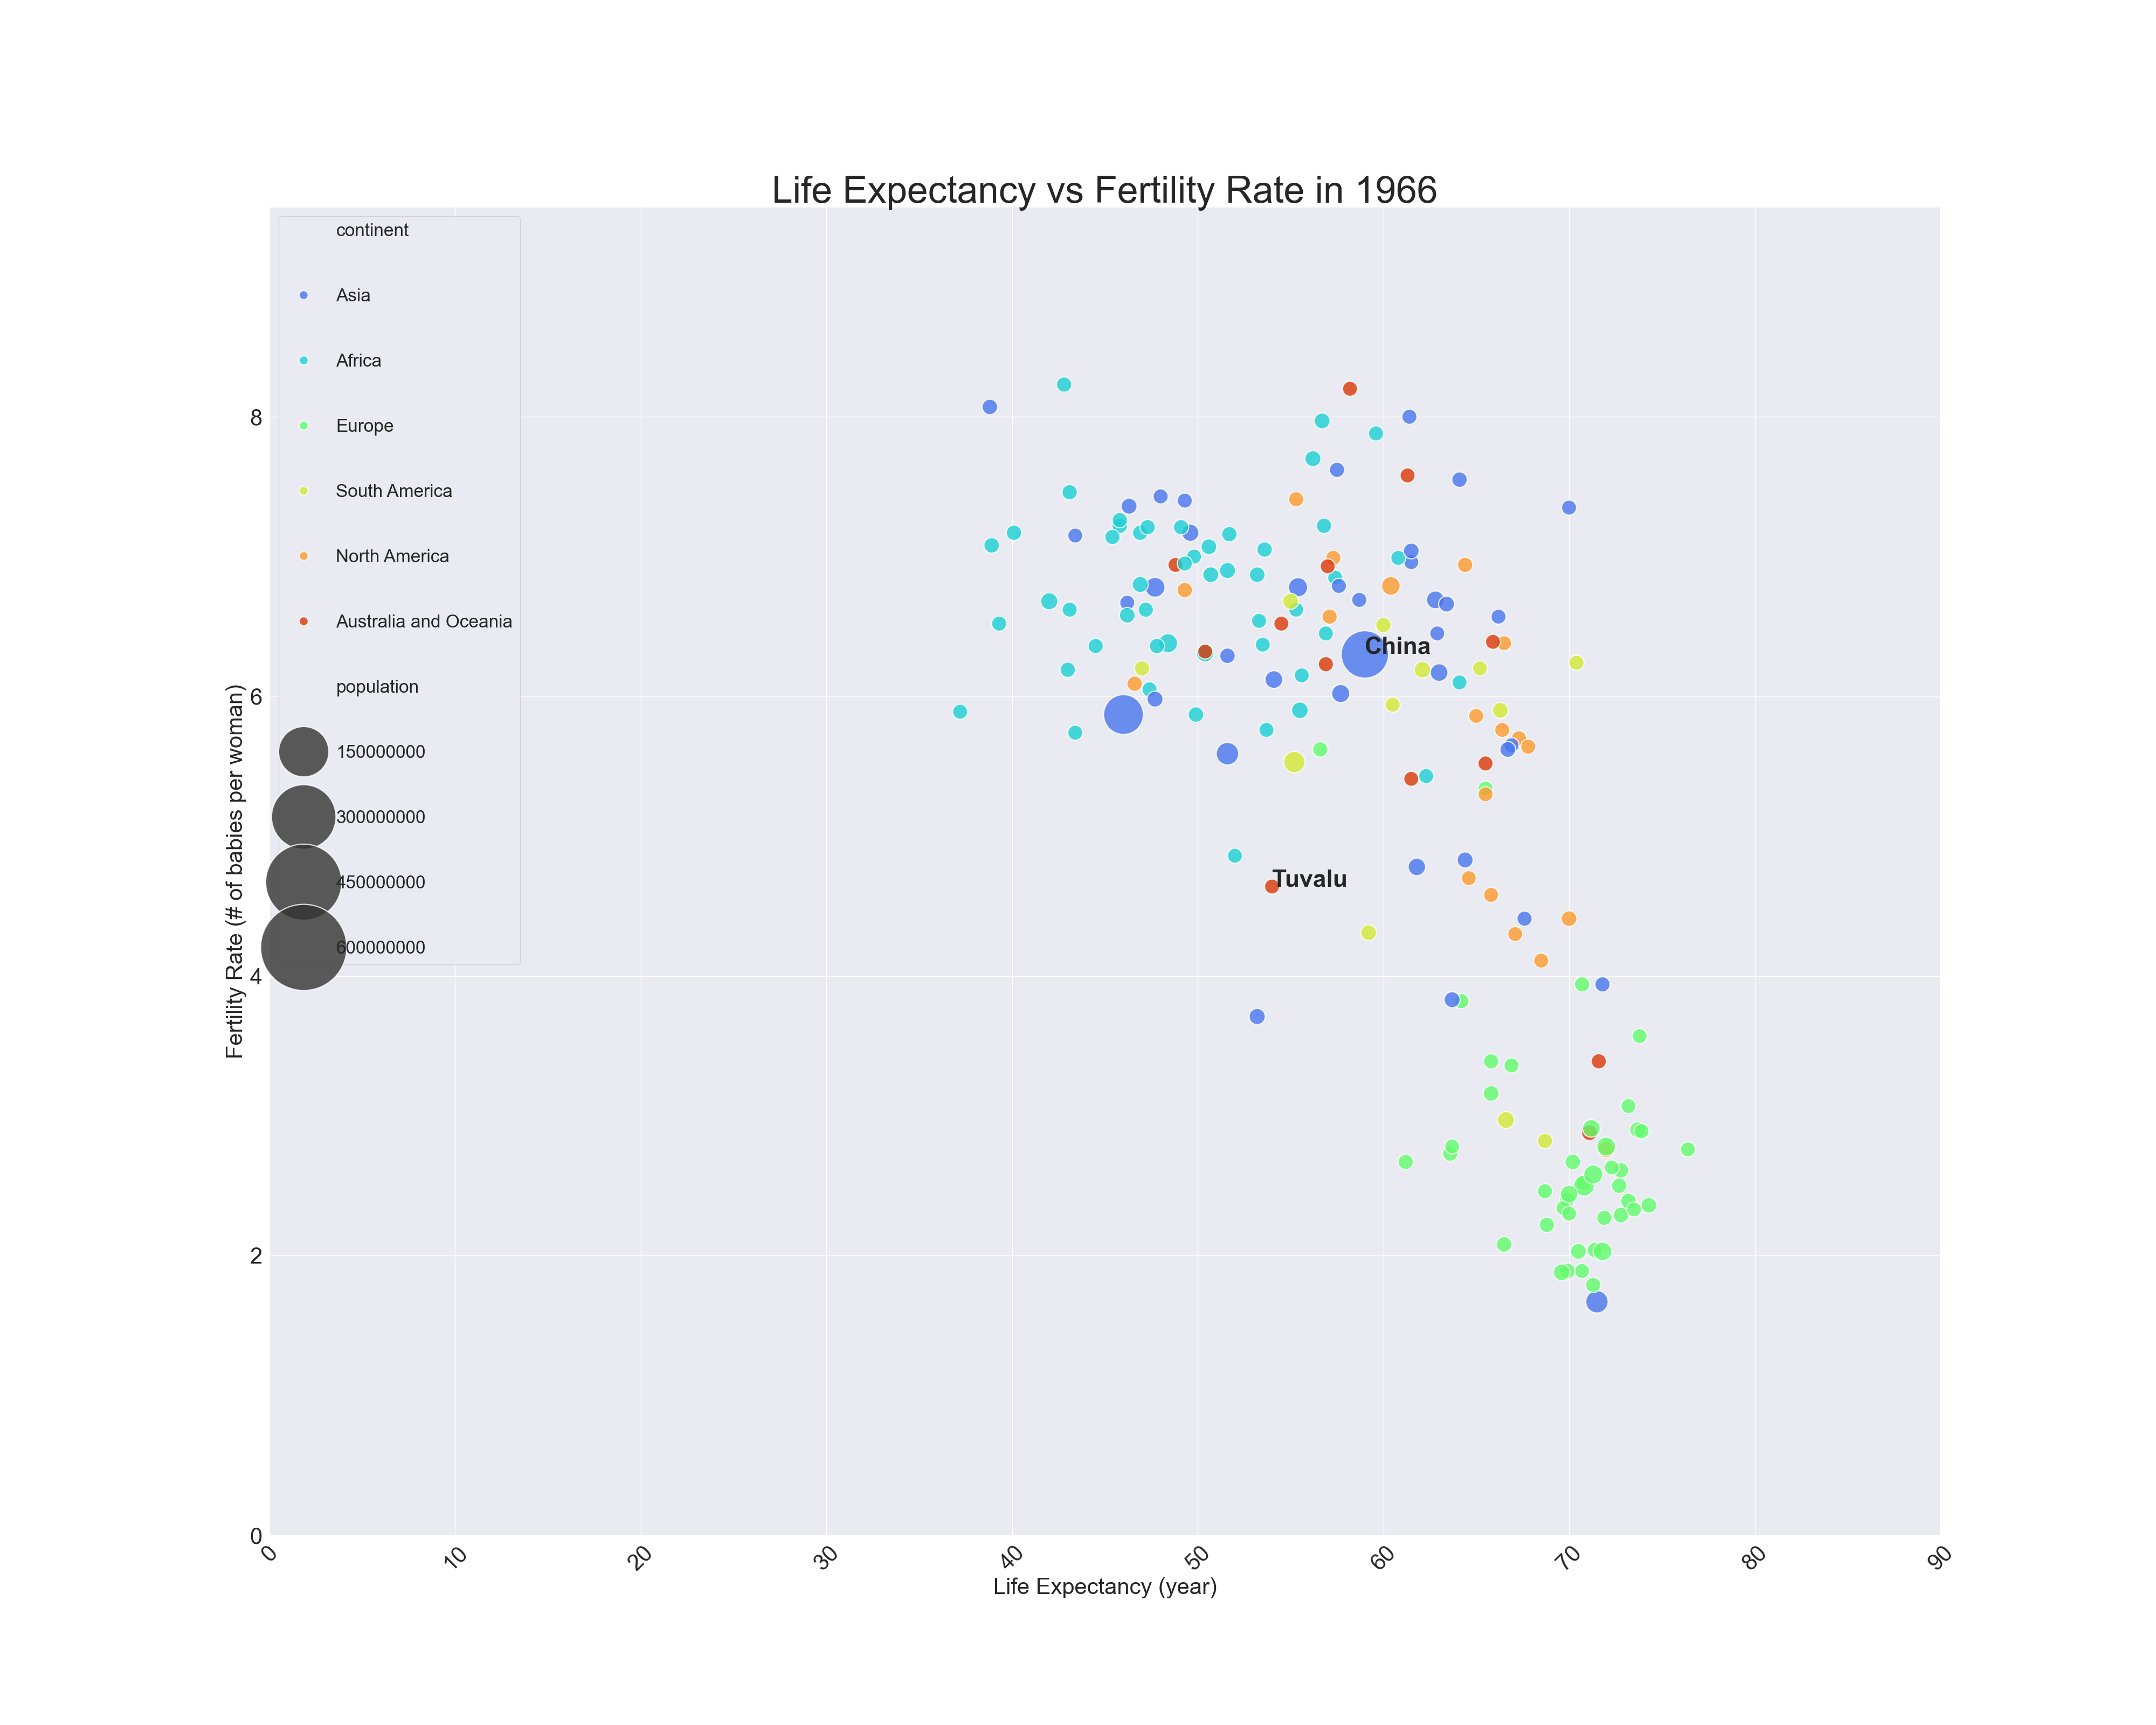 Life Expectancy vs Fertility Rate in 1966
continent
Asia
Africa
Europe
South America
North America
Australia and Oceania
population
150000000
300000000
450000000
600000000
China
Tuvalu
Fertility Rate (# of babies per woman)
8
6
4
2
0
0 10 20 30 40 50 60 70 80 90
Life Expectancy (year)